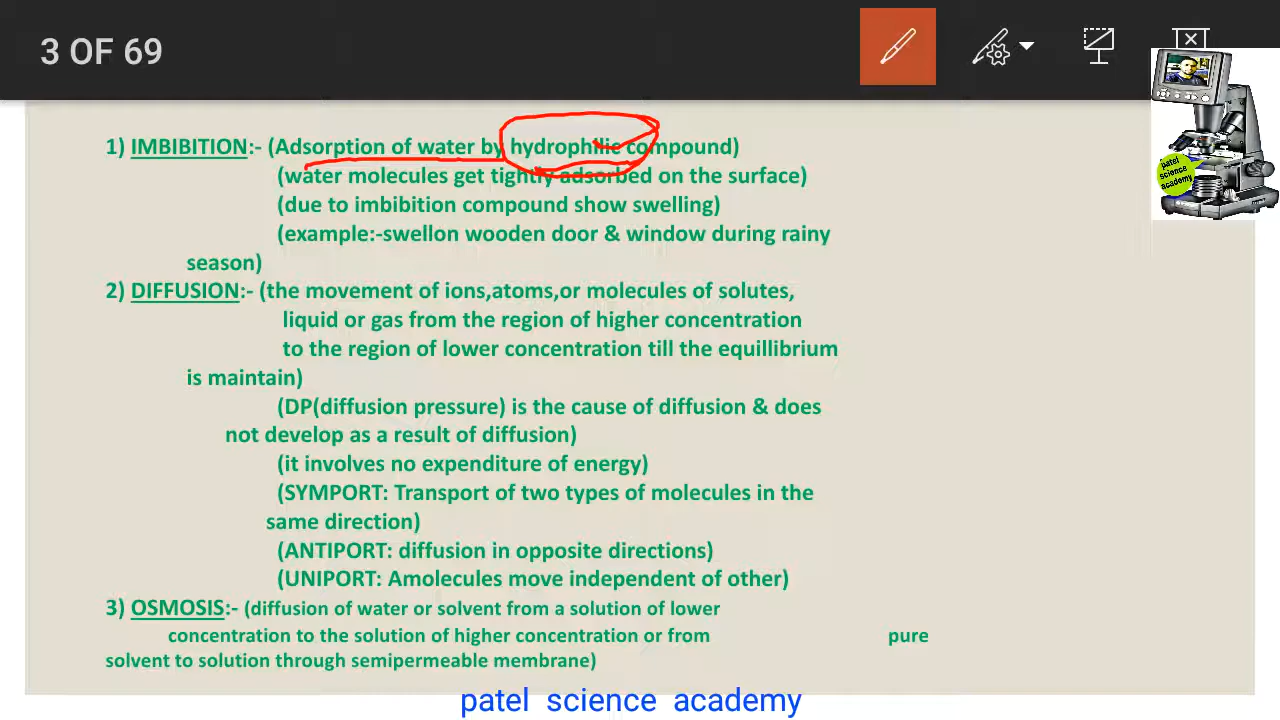 3 OF 69
patel
science
academy
1) IMBIBITION:- (Adsorption of water by hydrophilic compound)
(water molecules get tightly adsorbed on the surface)
(due to imbibition compound show swelling)
(example:-swellon wooden door & window during rainy
season)
2) DIFFUSION:- (the movement of ions,atoms,or molecules of solutes,
liquid or gas from the region of higher concentration
to the region of lower concentration till the equillibrium
is maintain)
(DP(diffusion pressure) is the cause of diffusion & does
not develop as a result of diffusion)
(it involves no expenditure of energy)
(SYMPORT: Transport of two types of molecules in the
same direction)
(ANTIPORT: diffusion in opposite directions)
(UNIPORT: Amolecules move independent of other)
3) OSMOSIS:- (diffusion of water or solvent from a solution of lower
concentration to the solution of higher concentration or from pure
solvent to solution through semipermeable membrane)
patel science academy